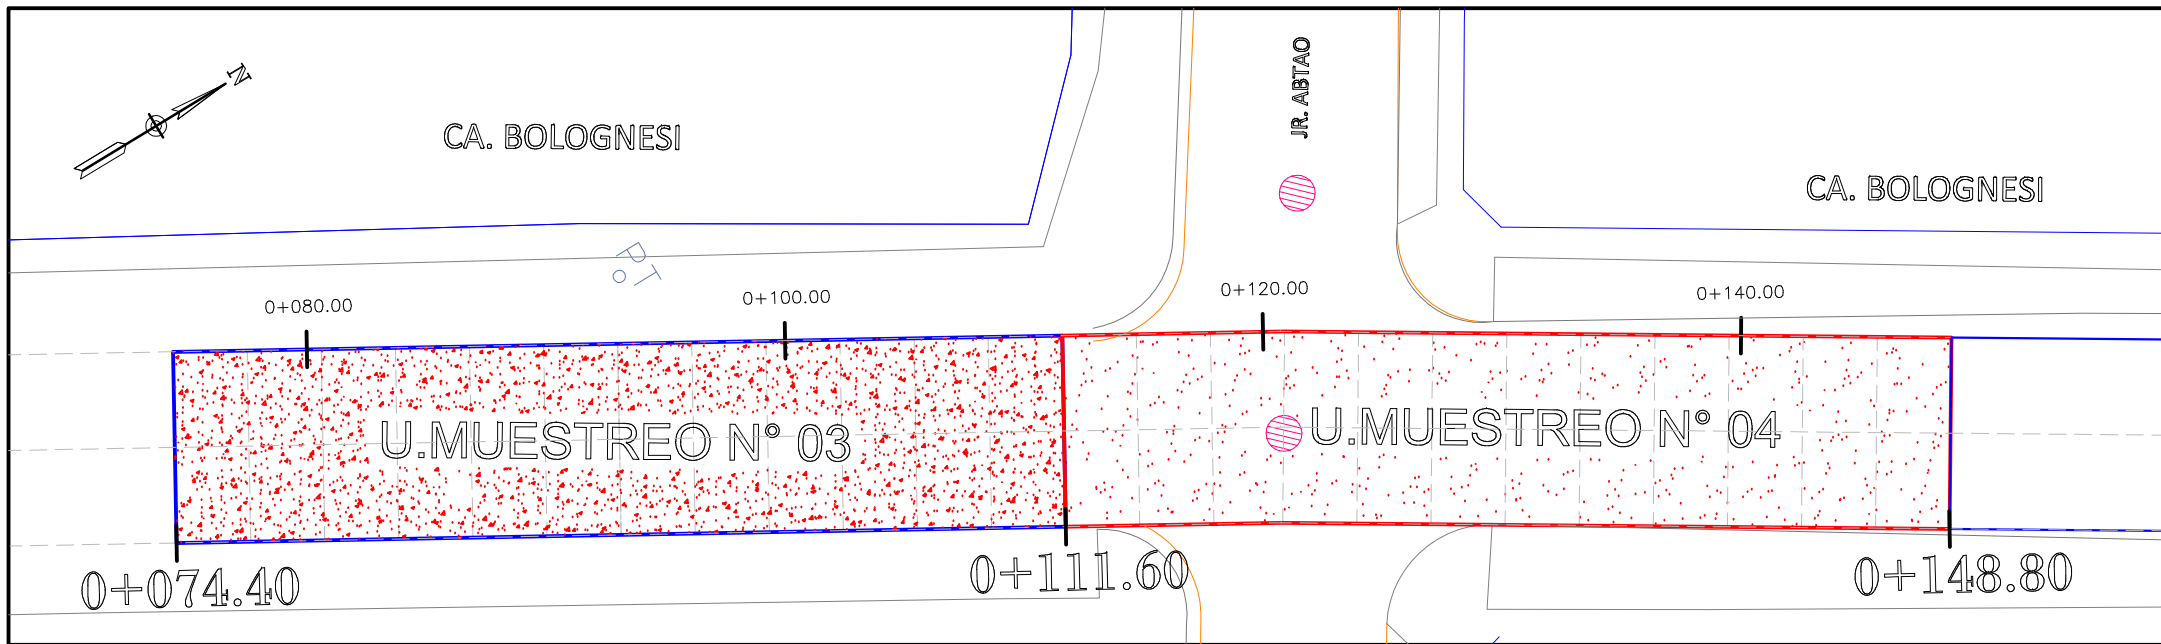 N
JR. ABTAO
CA. BOLOGNESI
CA. BOLOGNESI
PT
0+080.00
0+100.00
0+120.00
0+140.00
U.MUESTREO N° 03
U.MUESTREO N° 04
0+074.40
0+111.60
0+148.80